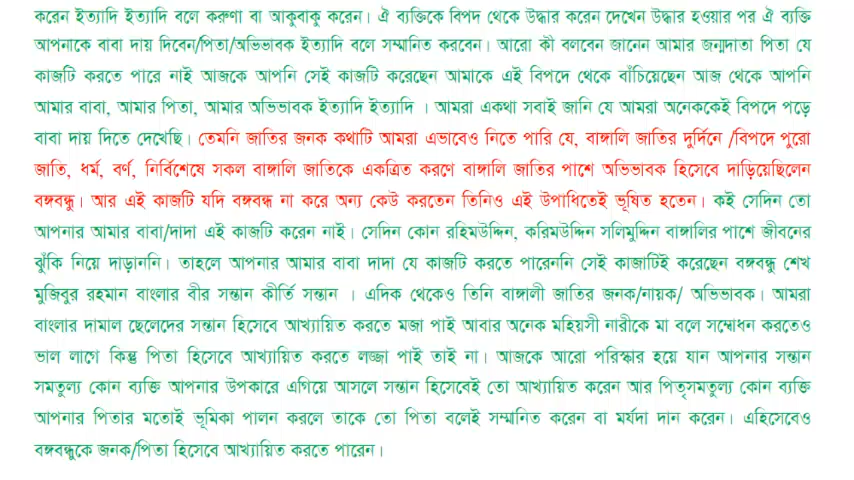 করেন ইত্যাদি ইত্যাদি বলে করুণা বা আকুবাকু করেন। ঐ ব্যক্তিকে বিপদ থেকে উদ্ধার করেন দেখেন উদ্ধার হওয়ার পর ঐ ব্যক্তি
আপনাকে বাবা দায় দিবেন/পিতা/অভিভাবক ইত্যাদি বলে সম্মানিত করবেন। আরো কী বলবেন জানেন আমার জন্মদাতা পিতা যে
কাজটি করতে পারে নাই আজকে আপনি সেই কাজটি করেছেন আমাকে এই বিপদে থেকে বাঁচিয়েছেন আজ থেকে আপনি
আমার বাবা, আমার পিতা, আমার অভিভাবক ইত্যাদি ইত্যাদি । আমরা একথা সবাই জানি যে আমরা অনেককেই বিপদে পড়ে
বাবা দায় দিতে দেখেছি। তেমনি জাতির জনক কথাটি আমরা এভাবেও নিতে পারি যে, বাঙ্গালি জাতির দুর্দিনে /বিপদে পুরো
জাতি, ধর্ম, বর্ণ, নির্বিশেষে সকল বাঙ্গালি জাতিকে একত্রিত করণে বাঙ্গালি জাতির পাশে অভিভাবক হিসেবে দাড়িয়েছিলেন
বঙ্গবন্ধু। আর এই কাজটি যদি বঙ্গবন্ধ না করে অন্য কেউ করতেন তিনিও এই উপাধিতেই ভূষিত হতেন। কই সেদিন তো
আপনার আমার বাবা/দাদা এই কাজটি করেন নাই। সেদিন কোন রহিমউদ্দিন, করিমউদ্দিন সলিমুদ্দিন বাঙ্গালির পাশে জীবনের
ঝুঁকি নিয়ে দাড়াননি। তাহলে আপনার আমার বাবা দাদা যে কাজটি করতে পারেননি সেই কাজাটিই করেছেন বঙ্গবন্ধু শেখ
মুজিবুর রহমান বাংলার বীর সন্তান কীর্তি সন্তান । এদিক থেকেও তিনি বাঙ্গালী জাতির জনক/নায়ক/ অভিভাবক। আমরা
বাংলার দামাল ছেলেদের সন্তান হিসেবে আখ্যায়িত করতে মজা পাই আবার অনেক মহিয়সী নারীকে মা বলে সম্বোধন করতেও
ভাল লাগে কিন্তু পিতা হিসেবে আখ্যায়িত করতে লজ্জা পাই তাই না। আজকে আরো পরিস্কার হয়ে যান আপনার সন্তান
সমতুল্য কোন ব্যক্তি আপনার উপকারে এগিয়ে আসলে সন্তান হিসেবেই তো আখ্যায়িত করেন আর পিতৃসমতুল্য কোন ব্যক্তি
আপনার পিতার মতোই ভূমিকা পালন করলে তাকে তো পিতা বলেই সম্মানিত করেন বা মর্যদা দান করেন। এহিসেবেও
বঙ্গবন্ধুকে জনক/পিতা হিসেবে আখ্যায়িত করতে পারেন।